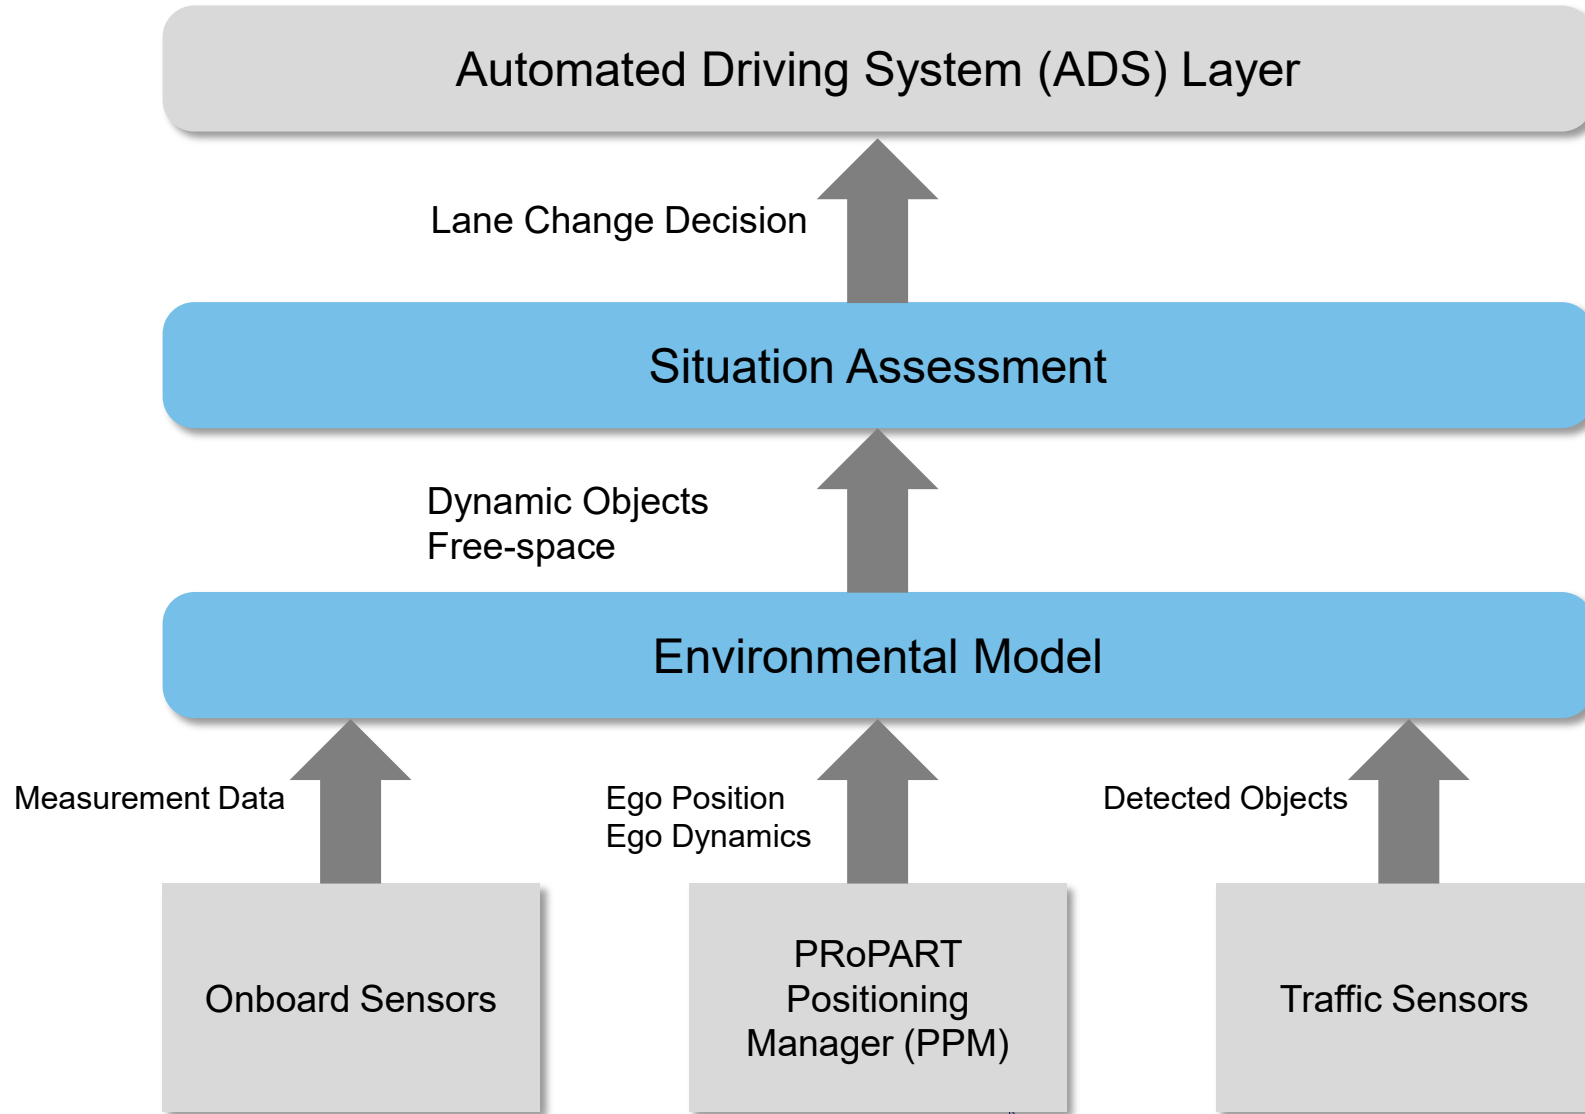 Automated Driving System (ADS) Layer
Lane Change Decision
Situation Assessment
Dynamic Objects
Free-space
Environmental Model
Measurement Data
Ego Position
Ego Dynamics
Detected Objects
Onboard Sensors
PRoPART
Positioning
Manager (PPM)
Traffic Sensors